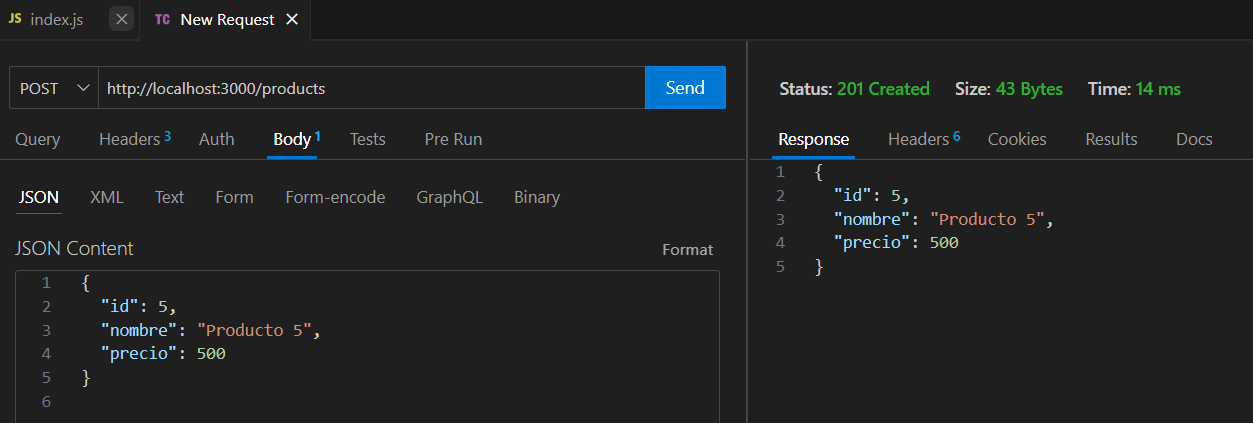 JS index.js × TC New Request ×
POST http://localhost:3000/products Send
Query Headers 3 Auth Body 1 Tests Pre Run
JSON XML Text Form Form-encode GraphQL Binary
JSON Content Format
1 {
2 "id": 5,
3 "nombre": "Producto 5",
4 "precio": 500
5 }
6
Status: 201 Created Size: 43 Bytes Time: 14 ms
Response Headers 6 Cookies Results Docs
1 {
2 "id": 5,
3 "nombre": "Producto 5",
4 "precio": 500
5 }